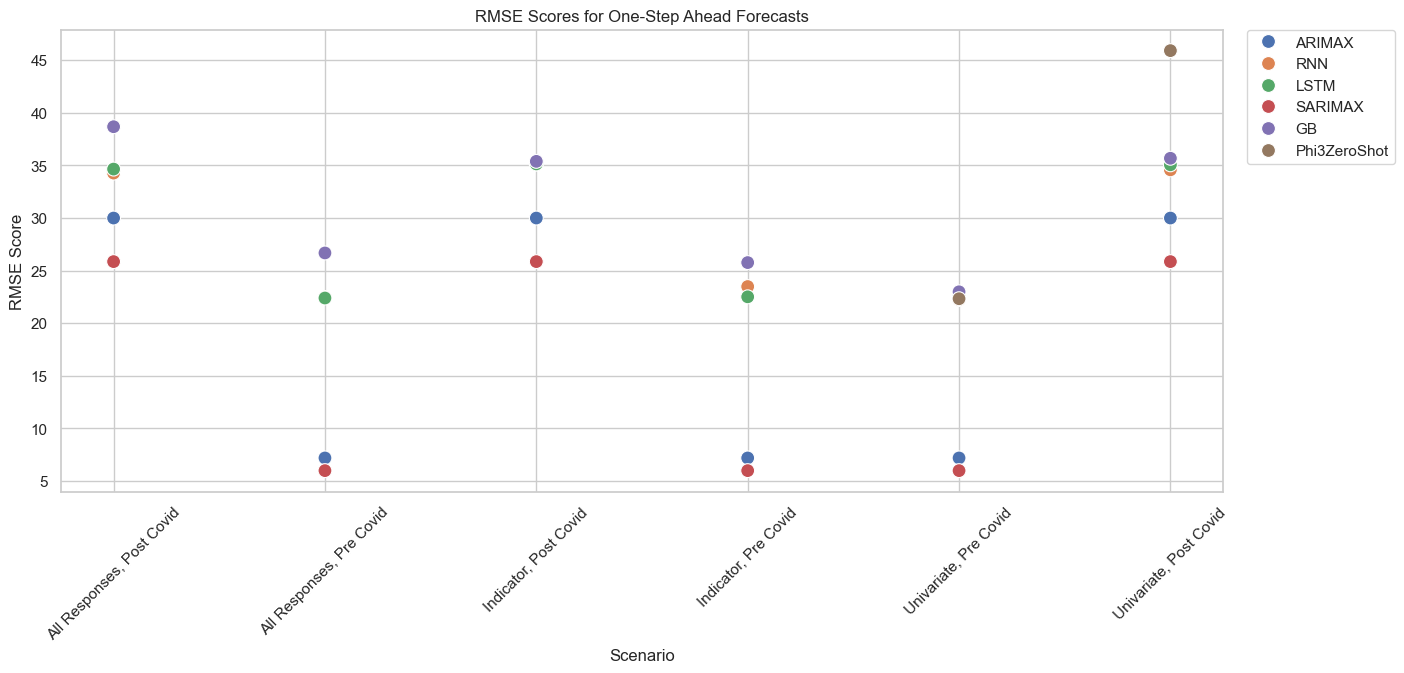 RMSE Scores for One-Step Ahead Forecasts
RMSE Score
45
40
35
30
25
20
15
10
5
All Responses, Post Covid
All Responses, Pre Covid
Indicator, Post Covid
Indicator, Pre Covid
Univariate, Pre Covid
Univariate, Post Covid
Scenario
ARIMAX
RNN
LSTM
SARIMAX
GB
Phi3ZeroShot